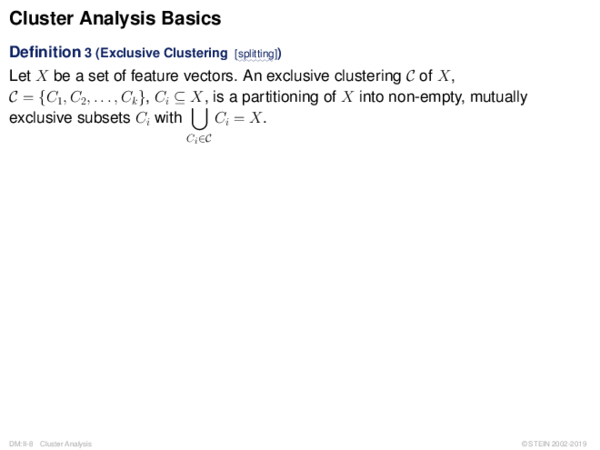 Cluster Analysis Basics
Definition 3 (Exclusive Clustering [splitting])
Let X be a set of feature vectors. An exclusive clustering 𝒞 of X,
𝒞 = {C₁, C₂, . . . , Cₖ}, Cᵢ ⊆ X, is a partitioning of X into non-empty, mutually
exclusive subsets Cᵢ with ⋃ Cᵢ = X.
Cᵢ∈𝒞
DM:II-8 Cluster Analysis © STEIN 2002-2019